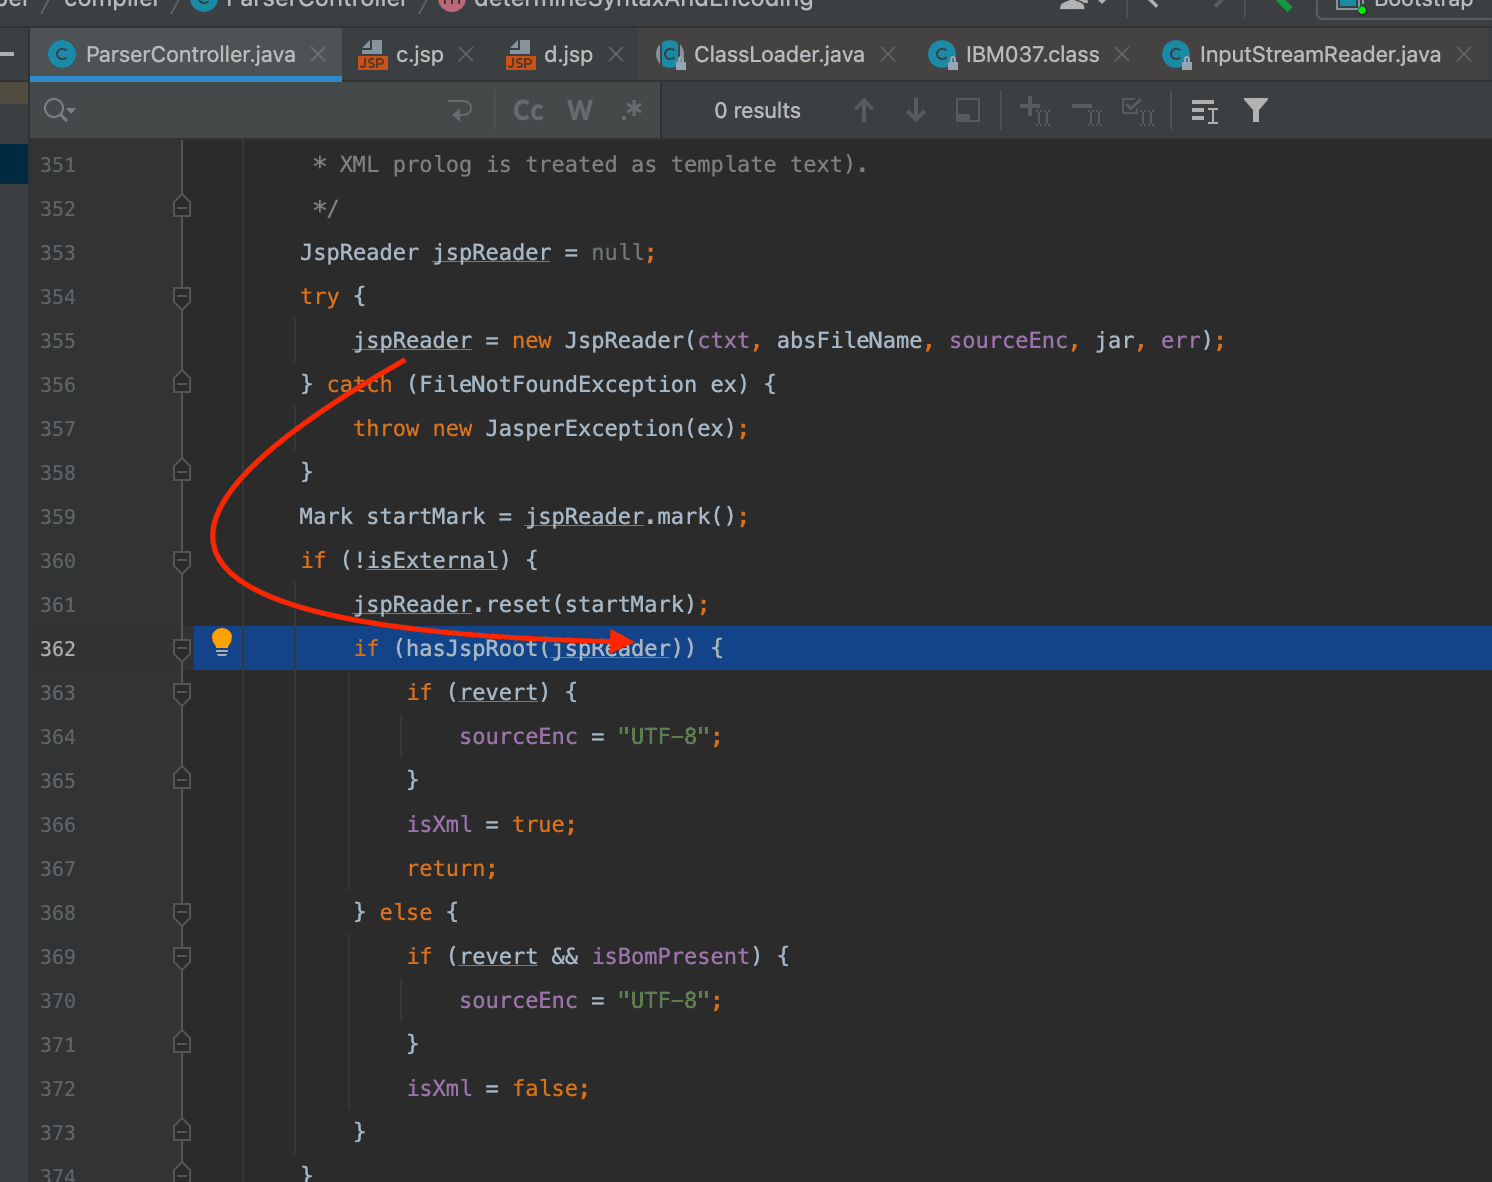 compiler / ParserController / m determineSyntaxAndEncoding Bootstrap
C ParserController.java JSP c.jsp JSP d.jsp C ClassLoader.java C IBM037.class C InputStreamReader.java
Cc W .* 0 results
351 * XML prolog is treated as template text).
352 */
353 JspReader jspReader = null;
354 try {
355 jspReader = new JspReader(ctxt, absFileName, sourceEnc, jar, err);
356 } catch (FileNotFoundException ex) {
357 throw new JasperException(ex);
358 }
359 Mark startMark = jspReader.mark();
360 if (!isExternal) {
361 jspReader.reset(startMark);
362 if (hasJspRoot(jspReader)) {
363 if (revert) {
364 sourceEnc = "UTF-8";
365 }
366 isXml = true;
367 return;
368 } else {
369 if (revert && isBomPresent) {
370 sourceEnc = "UTF-8";
371 }
372 isXml = false;
373 }
374 }